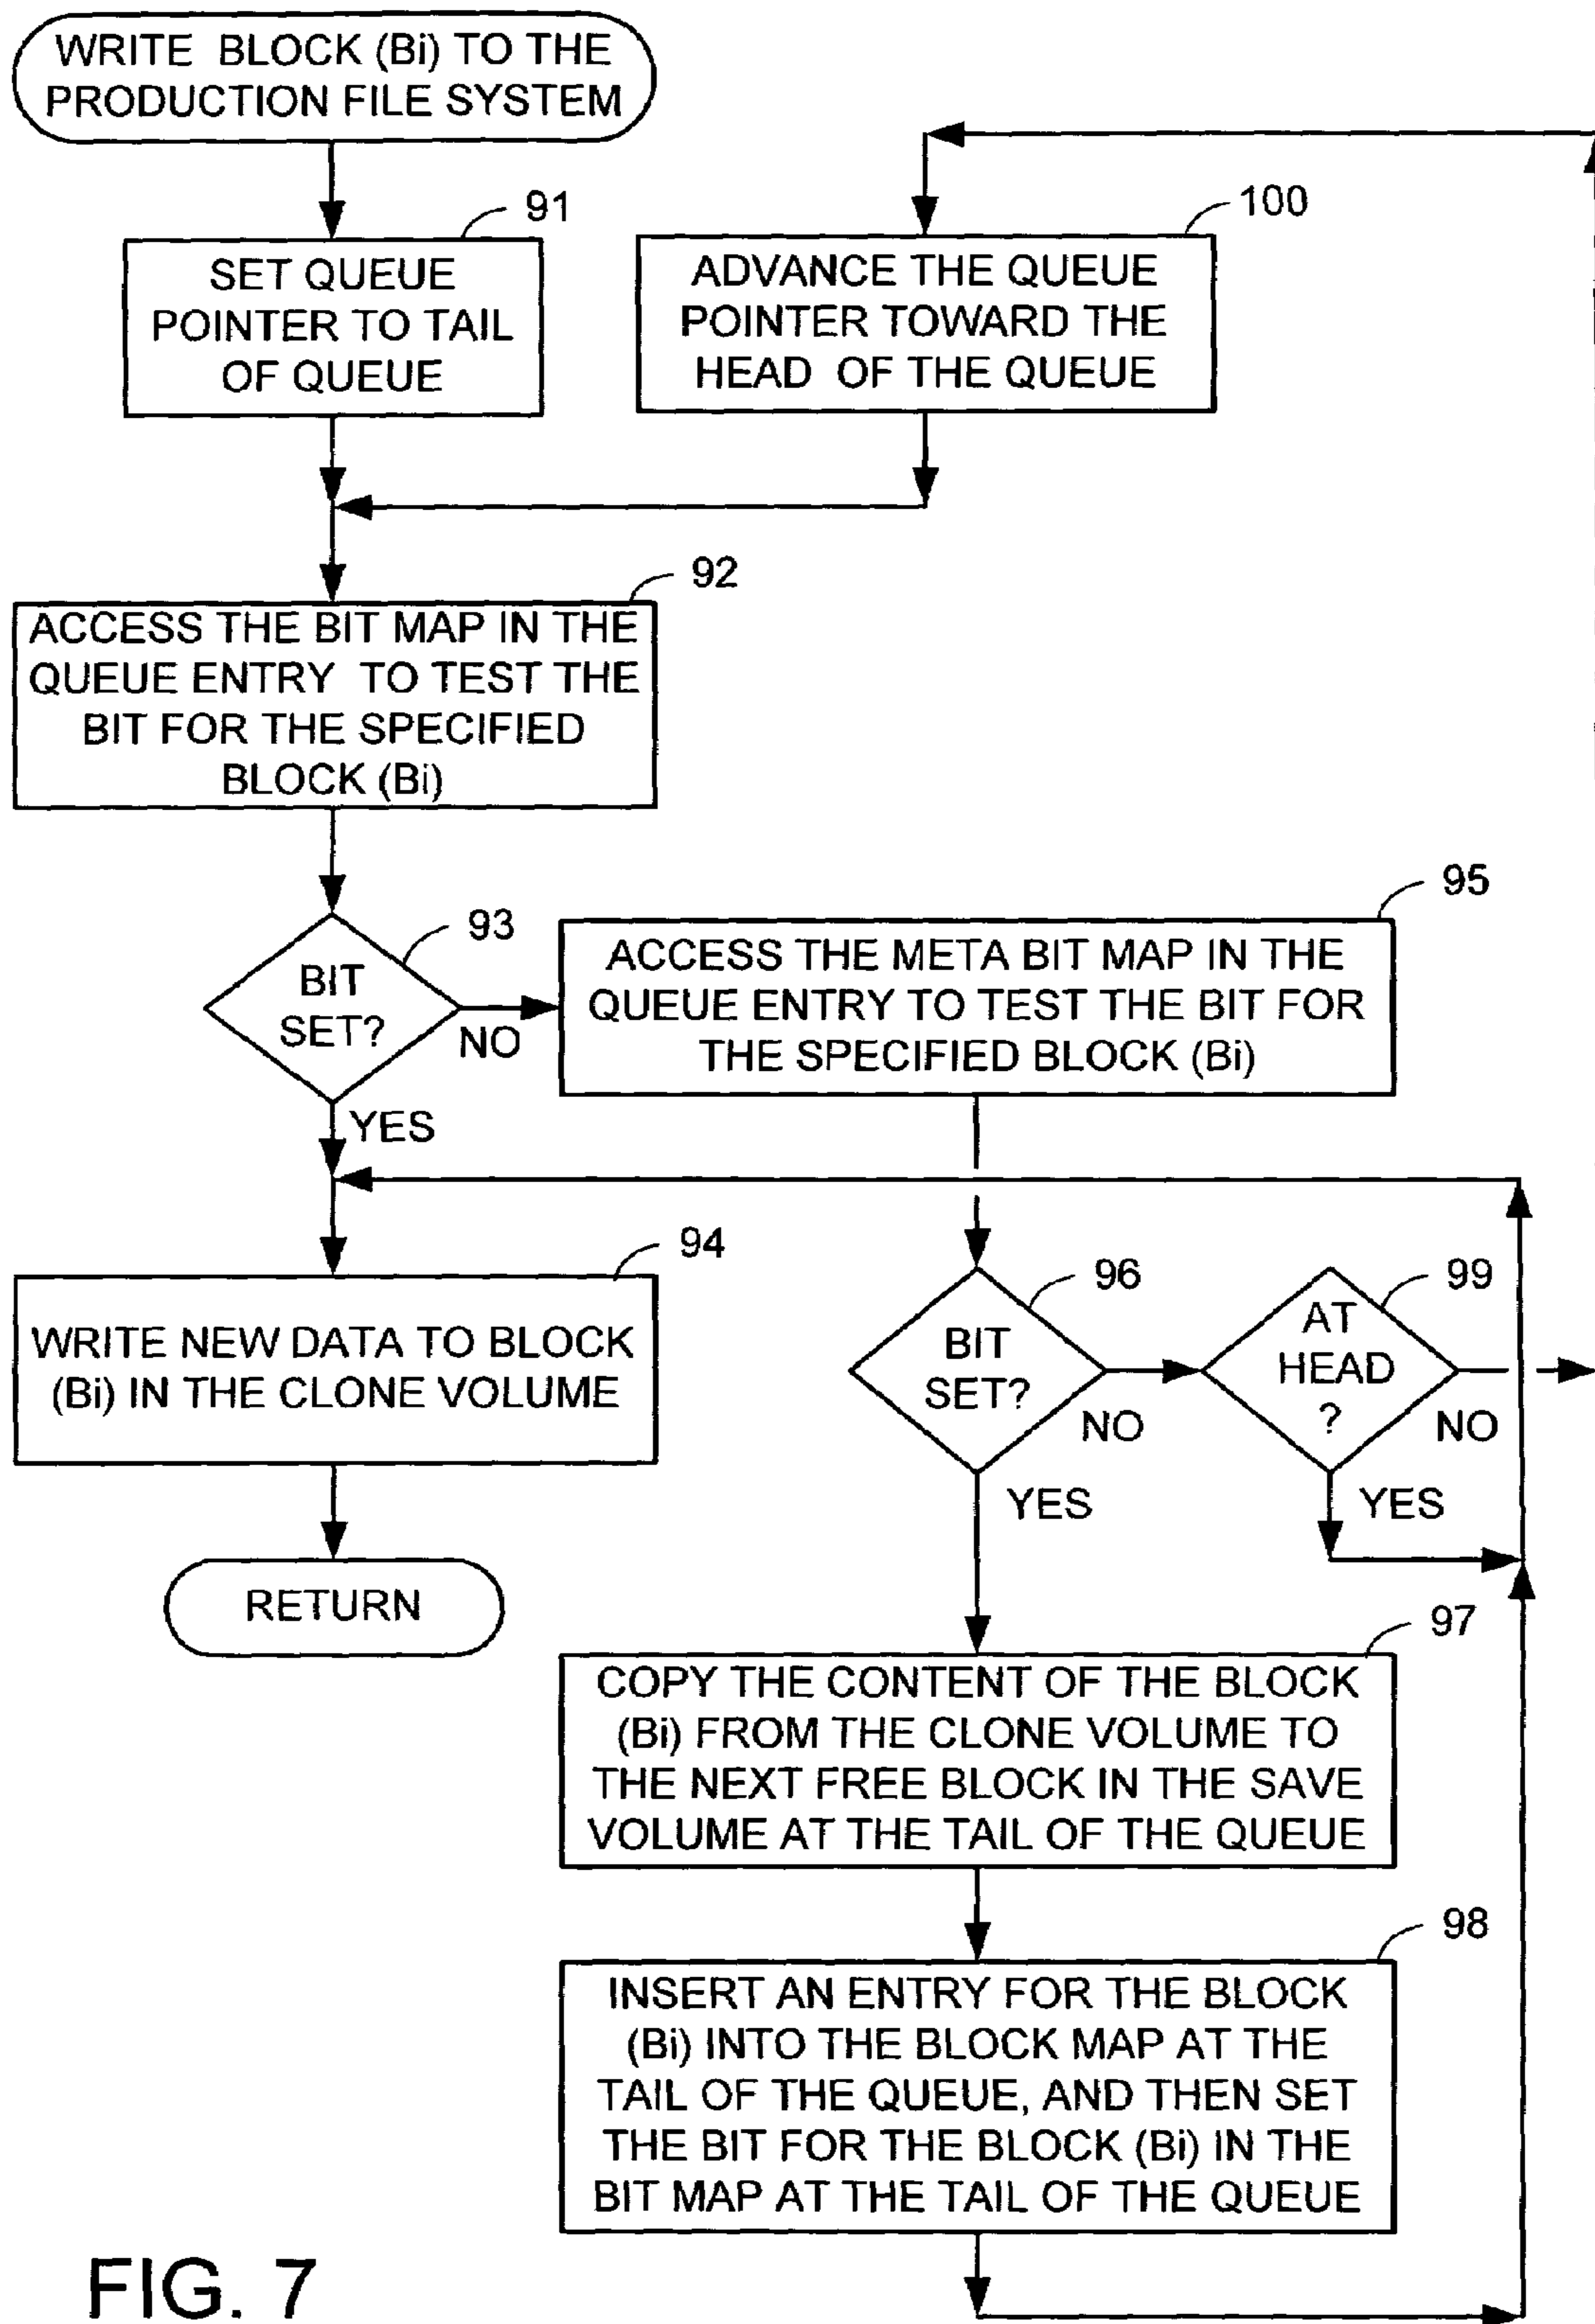 WRITE BLOCK (Bi) TO THE
PRODUCTION FILE SYSTEM
91
SET QUEUE
POINTER TO TAIL
OF QUEUE
100
ADVANCE THE QUEUE
POINTER TOWARD THE
HEAD OF THE QUEUE
92
ACCESS THE BIT MAP IN THE
QUEUE ENTRY TO TEST THE
BIT FOR THE SPECIFIED
BLOCK (Bi)
93
BIT
SET?
NO
YES
95
ACCESS THE META BIT MAP IN THE
QUEUE ENTRY TO TEST THE BIT FOR
THE SPECIFIED BLOCK (Bi)
94
WRITE NEW DATA TO BLOCK
(Bi) IN THE CLONE VOLUME
RETURN
96
BIT
SET?
NO
YES
99
AT
HEAD
?
NO
YES
97
COPY THE CONTENT OF THE BLOCK
(Bi) FROM THE CLONE VOLUME TO
THE NEXT FREE BLOCK IN THE SAVE
VOLUME AT THE TAIL OF THE QUEUE
98
INSERT AN ENTRY FOR THE BLOCK
(Bi) INTO THE BLOCK MAP AT THE
TAIL OF THE QUEUE, AND THEN SET
THE BIT FOR THE BLOCK (Bi) IN THE
BIT MAP AT THE TAIL OF THE QUEUE
FIG. 7